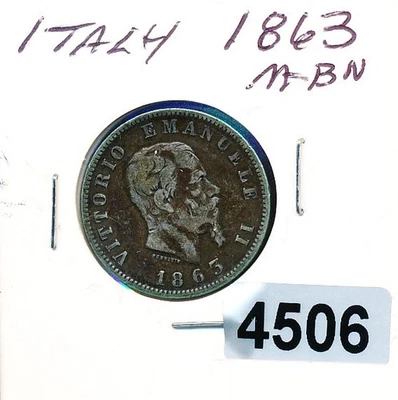 ITALY 1863
M-BN
VITTORIO EMANUELE II
1863
4506